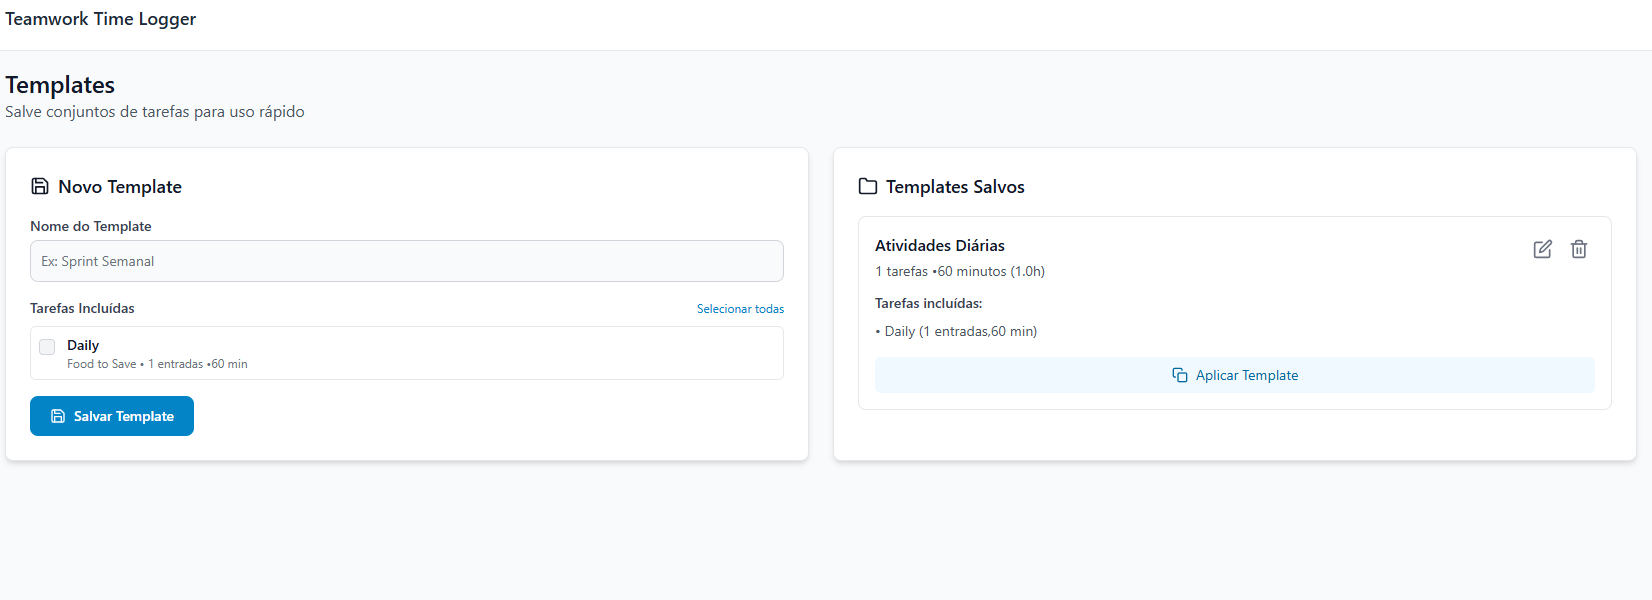 Teamwork Time Logger
Templates
Salve conjuntos de tarefas para uso rápido
Novo Template
Nome do Template
Ex: Sprint Semanal
Tarefas Incluídas
Selecionar todas
Daily
Food to Save • 1 entradas •60 min
Salvar Template
Templates Salvos
Atividades Diárias
1 tarefas •60 minutos (1.0h)
Tarefas incluídas:
• Daily (1 entradas,60 min)
Aplicar Template